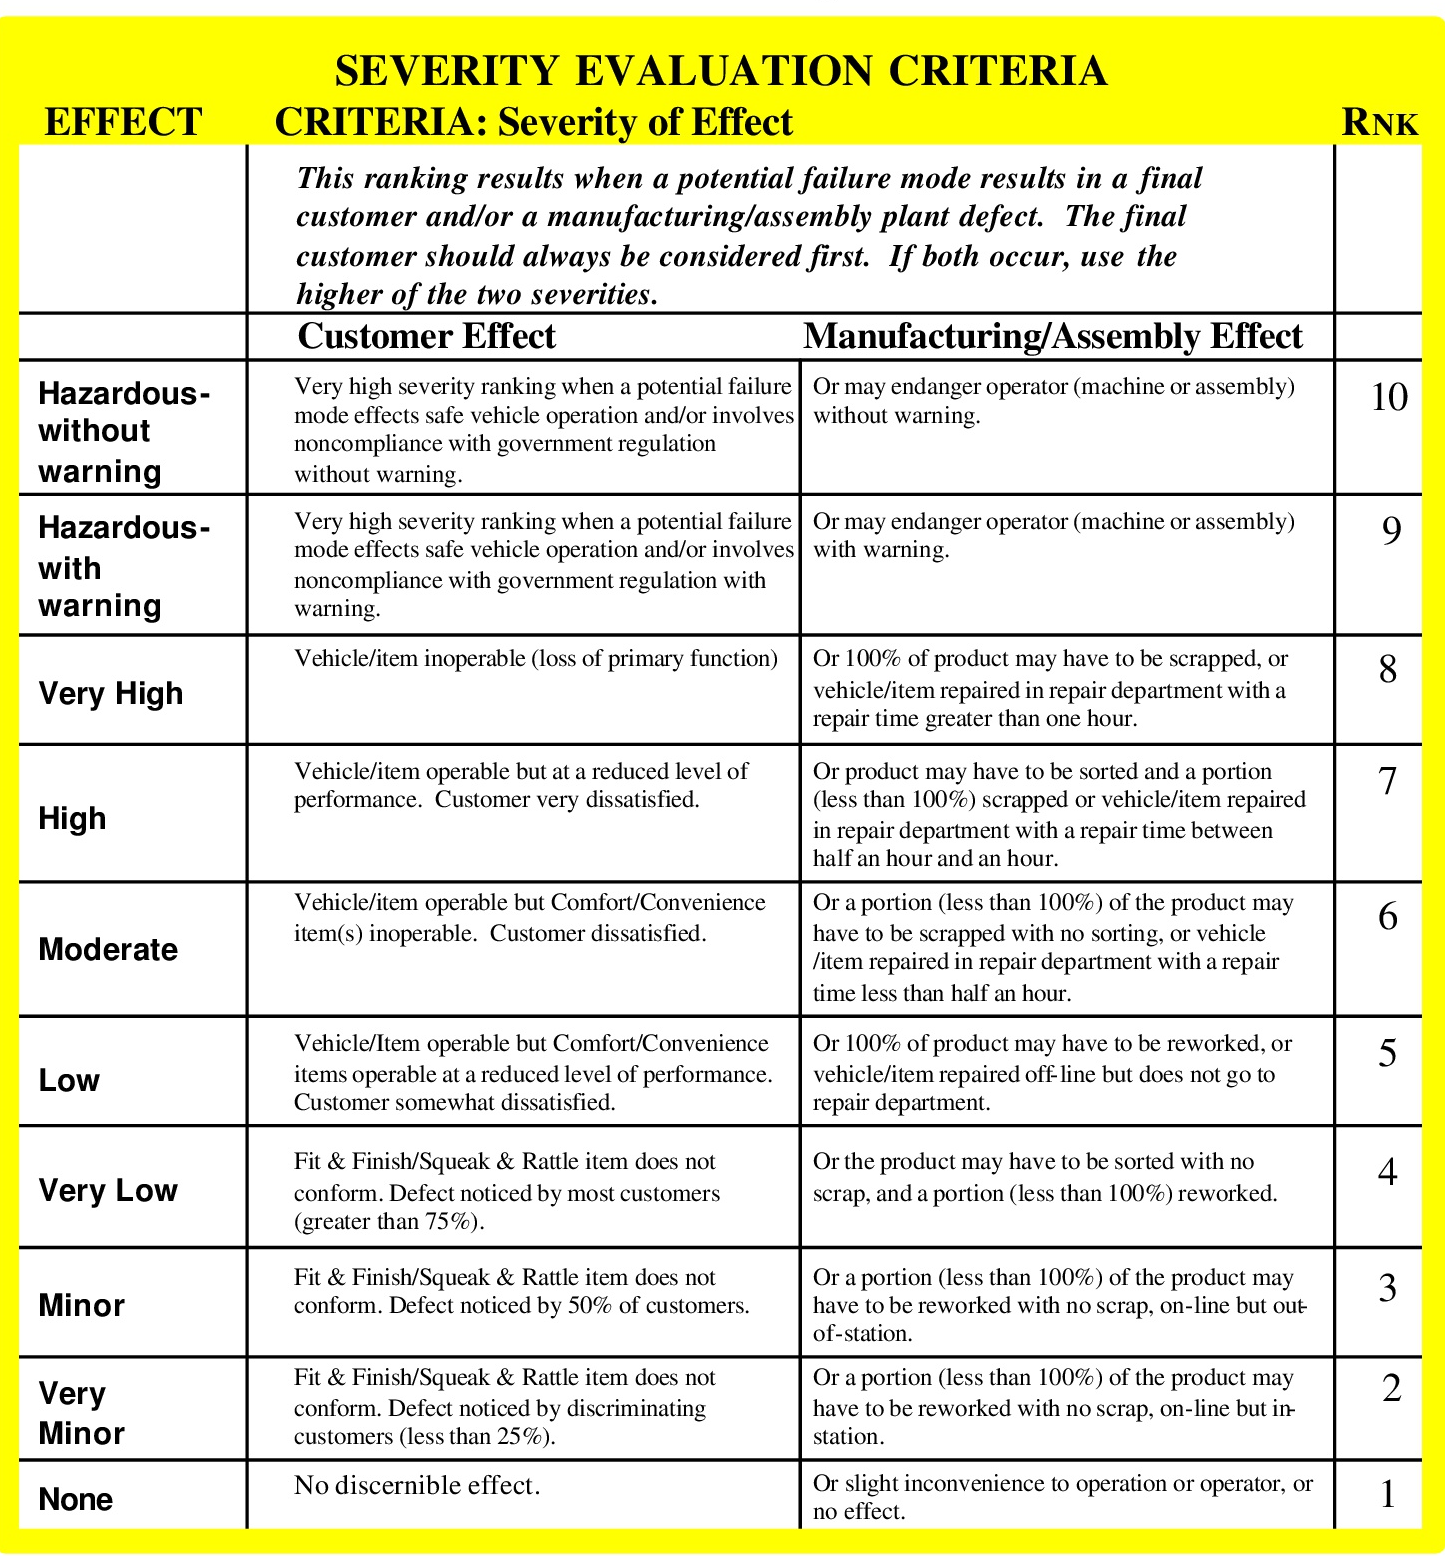 SEVERITY EVALUATION CRITERIA
EFFECT CRITERIA: Severity of Effect RNK
This ranking results when a potential failure mode results in a final
customer and/or a manufacturing/assembly plant defect. The final
customer should always be considered first. If both occur, use the
higher of the two severities.
Customer Effect Manufacturing/Assembly Effect
Hazardous-
without
warning
Very high severity ranking when a potential failure
mode effects safe vehicle operation and/or involves
noncompliance with government regulation
without warning.
Or may endanger operator (machine or assembly)
without warning.
10
Hazardous-
with
warning
Very high severity ranking when a potential failure
mode effects safe vehicle operation and/or involves
noncompliance with government regulation with
warning.
Or may endanger operator (machine or assembly)
with warning.
9
Very High
Vehicle/item inoperable (loss of primary function)
Or 100% of product may have to be scrapped, or
vehicle/item repaired in repair department with a
repair time greater than one hour.
8
High
Vehicle/item operable but at a reduced level of
performance. Customer very dissatisfied.
Or product may have to be sorted and a portion
(less than 100%) scrapped or vehicle/item repaired
in repair department with a repair time between
half an hour and an hour.
7
Moderate
Vehicle/item operable but Comfort/Convenience
item(s) inoperable. Customer dissatisfied.
Or a portion (less than 100%) of the product may
have to be scrapped with no sorting, or vehicle
/item repaired in repair department with a repair
time less than half an hour.
6
Low
Vehicle/Item operable but Comfort/Convenience
items operable at a reduced level of performance.
Customer somewhat dissatisfied.
Or 100% of product may have to be reworked, or
vehicle/item repaired off-line but does not go to
repair department.
5
Very Low
Fit & Finish/Squeak & Rattle item does not
conform. Defect noticed by most customers
(greater than 75%).
Or the product may have to be sorted with no
scrap, and a portion (less than 100%) reworked.
4
Minor
Fit & Finish/Squeak & Rattle item does not
conform. Defect noticed by 50% of customers.
Or a portion (less than 100%) of the product may
have to be reworked with no scrap, on-line but out-
of-station.
3
Very
Minor
Fit & Finish/Squeak & Rattle item does not
conform. Defect noticed by discriminating
customers (less than 25%).
Or a portion (less than 100%) of the product may
have to be reworked with no scrap, on-line but in-
station.
2
None
No discernible effect.
Or slight inconvenience to operation or operator, or
no effect.
1